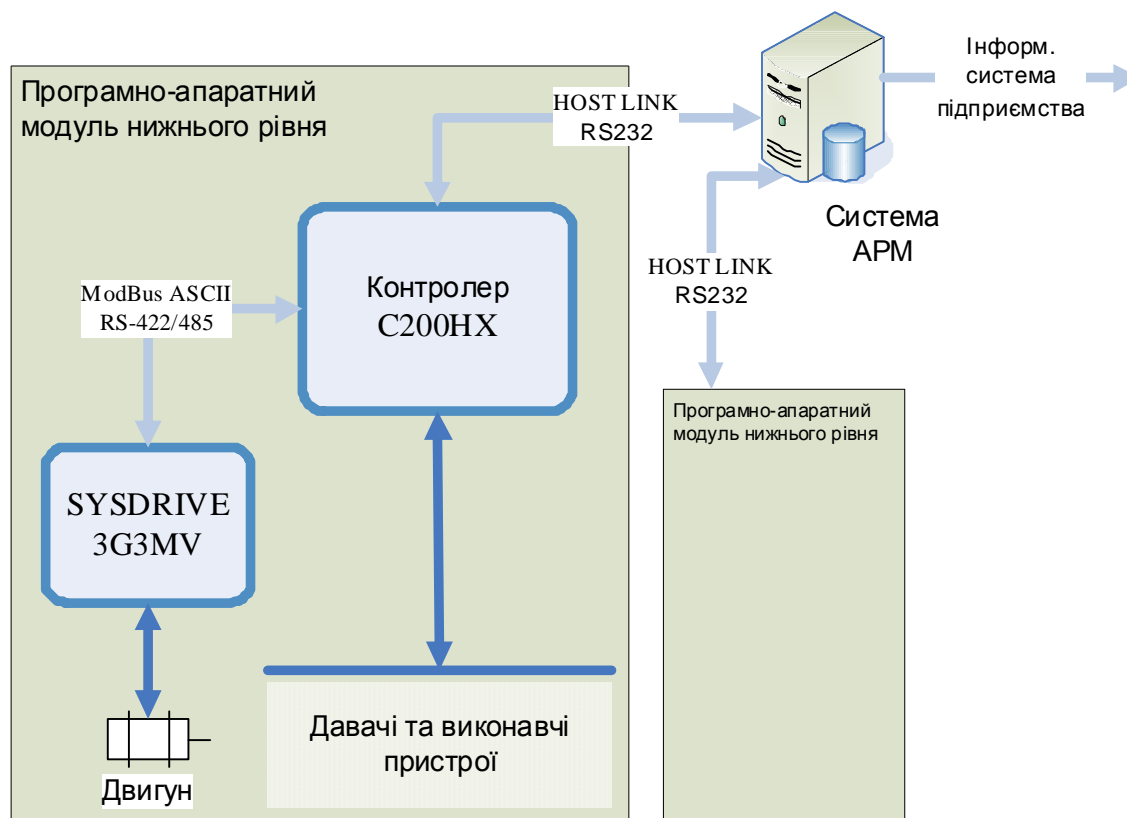 Програмно-апаратний
модуль нижнього рівня
HOST LINK
RS232
Інформ.
система
підприємства
Система
АРМ
HOST LINK
RS232
ModBus ASCII
RS-422/485
Контролер
C200HX
SYSDRIVE
3G3MV
Двигун
Давачі та виконавчі
пристрої
Програмно-апаратний
модуль нижнього рівня